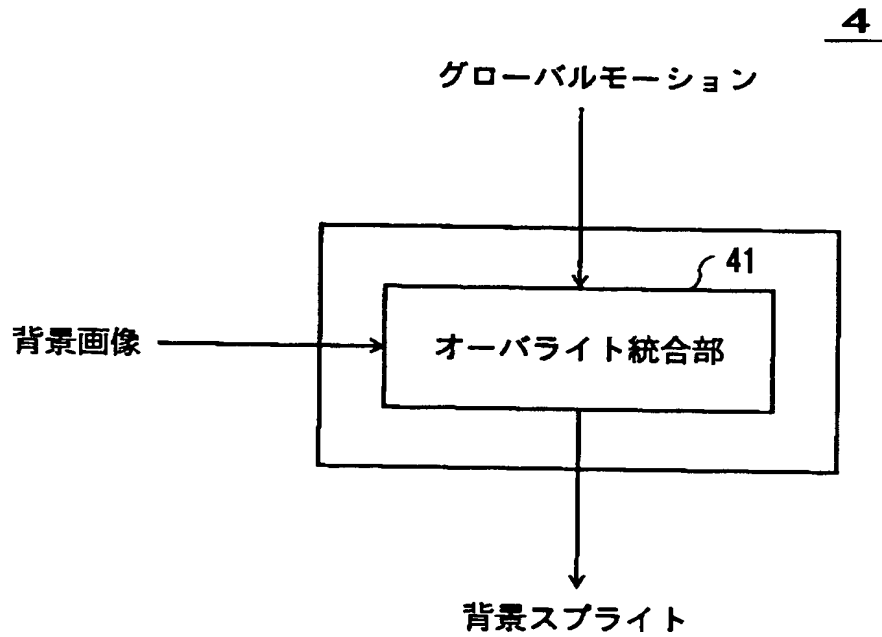 4
グローバルモーション
41
背景画像
オーバライト統合部
背景スプライト